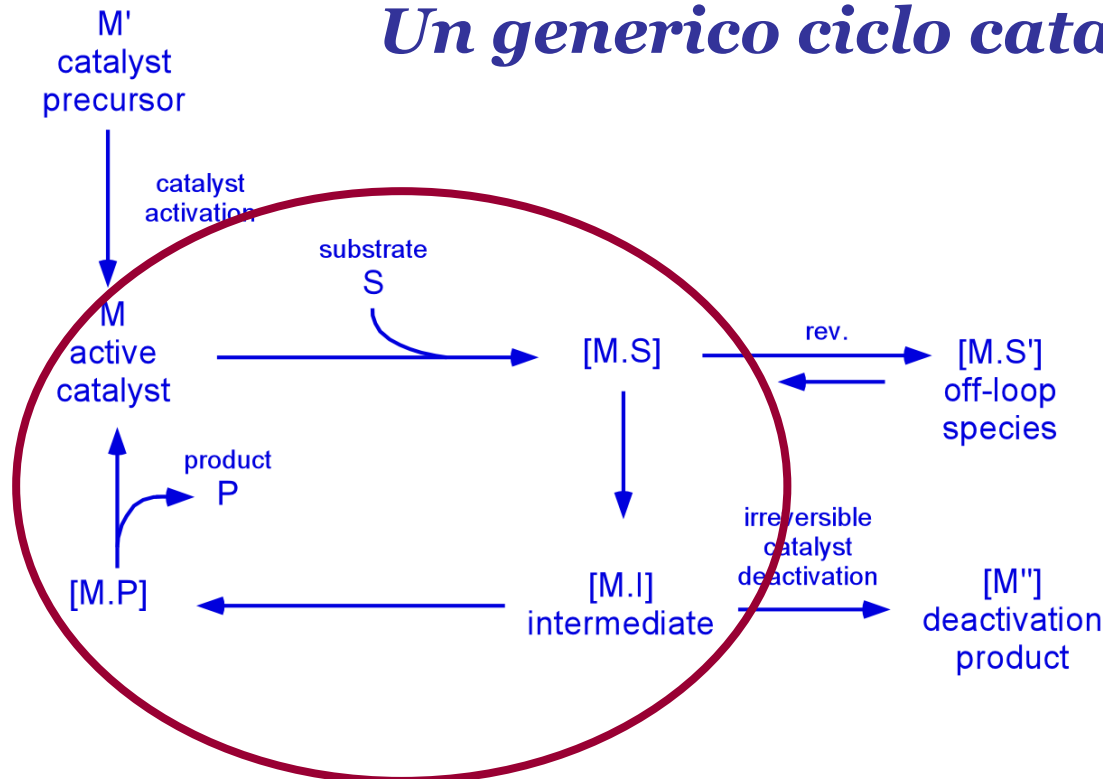 Un generico ciclo cata
M'
catalyst
precursor
catalyst
activation
substrate
S
M
active
catalyst
[M.S]
rev.
[M.S']
off-loop
species
product
P
irreversible
catalyst
deactivation
[M.P]
[M.I]
intermediate
[M'']
deactivation
product